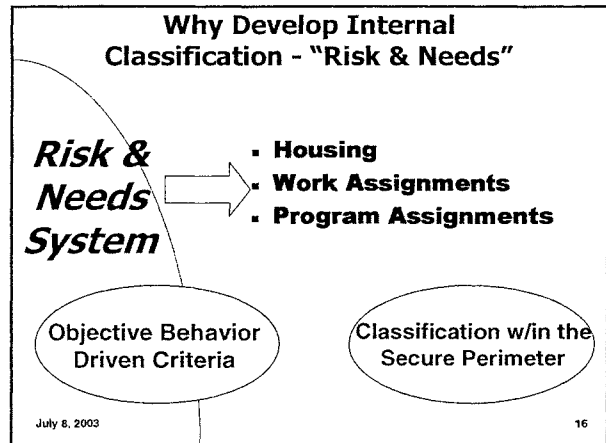 Why Develop Internal
Classification - "Risk & Needs"
Risk &
Needs
System
▪ Housing
▪ Work Assignments
▪ Program Assignments
Objective Behavior
Driven Criteria
Classification w/in the
Secure Perimeter
July 8, 2003
16